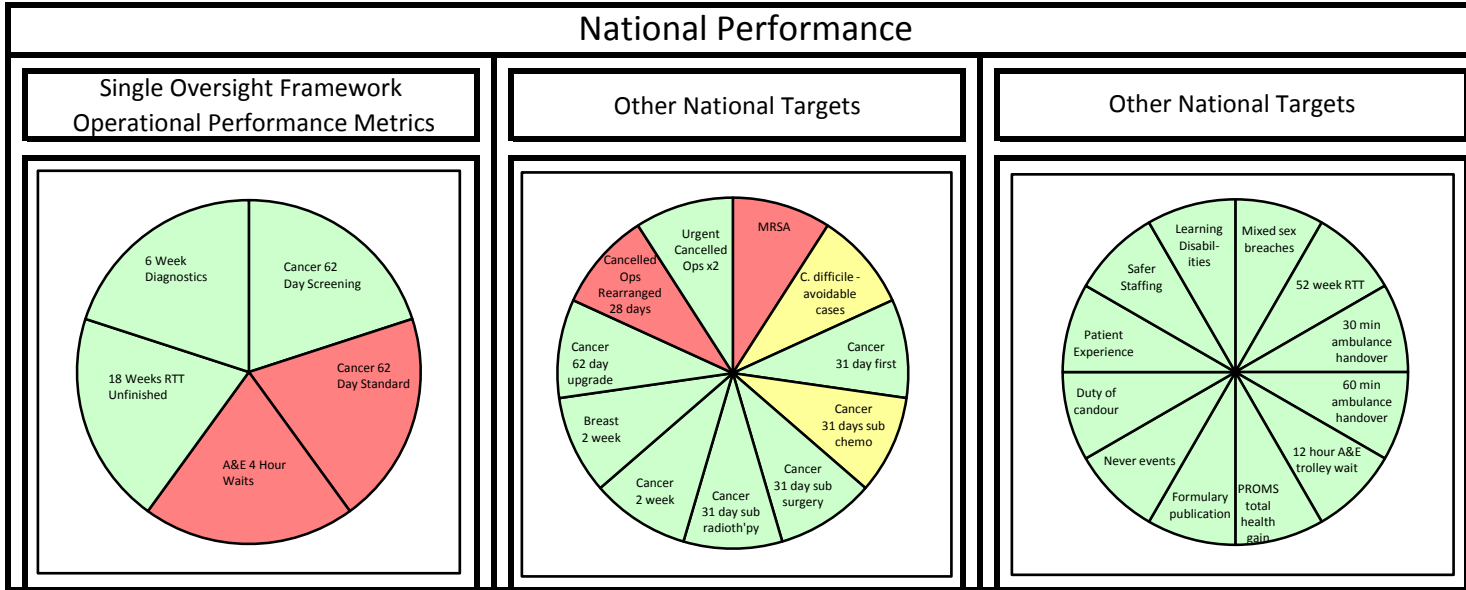 National Performance
Single Oversight Framework
Operational Performance Metrics
Other National Targets
Other National Targets
6 Week
Diagnostics
Cancer 62
Day Screening
Cancer 62
Day Standard
A&E 4 Hour
Waits
18 Weeks RTT
Unfinished
Urgent
Cancelled
Ops x2
MRSA
C. difficile -
avoidable
cases
Cancer
31 day first
Cancer
31 days sub
chemo
Cancer
31 day sub
surgery
Cancer
31 day sub
radioth'py
Cancer
2 week
Breast
2 week
Cancer
62 day
upgrade
Cancelled
Ops
Rearranged
28 days
Learning
Disabil-
ities
Mixed sex
breaches
52 week RTT
30 min
ambulance
handover
60 min
ambulance
handover
12 hour A&E
trolley wait
PROMS
total
health
gain
Formulary
publication
Never events
Duty of
candour
Patient
Experience
Safer
Staffing